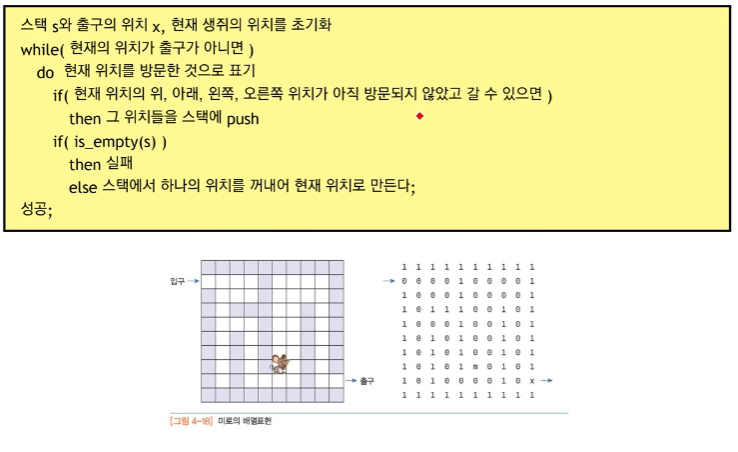 스택 s와 출구의 위치 x, 현재 생쥐의 위치를 초기화
while( 현재의 위치가 출구가 아니면 )
do 현재 위치를 방문한 것으로 표기
if( 현재 위치의 위, 아래, 왼쪽, 오른쪽 위치가 아직 방문되지 않았고 갈 수 있으면 )
then 그 위치들을 스택에 push
if( is_empty(s) )
then 실패
else 스택에서 하나의 위치를 꺼내어 현재 위치로 만든다;
성공;
입구
출구
1 1 1 1 1 1 1 1 1 1
0 0 0 0 1 0 0 0 0 1
1 0 0 0 1 0 0 0 0 1
1 0 1 1 1 0 0 1 0 1
1 0 0 0 1 0 0 1 0 1
1 0 1 0 1 0 0 1 0 1
1 0 1 0 1 0 0 1 0 1
1 0 1 0 1 m 0 1 0 1
1 0 1 0 0 0 0 1 0 x
1 1 1 1 1 1 1 1 1 1
[그림 4-18] 미로의 배열표현